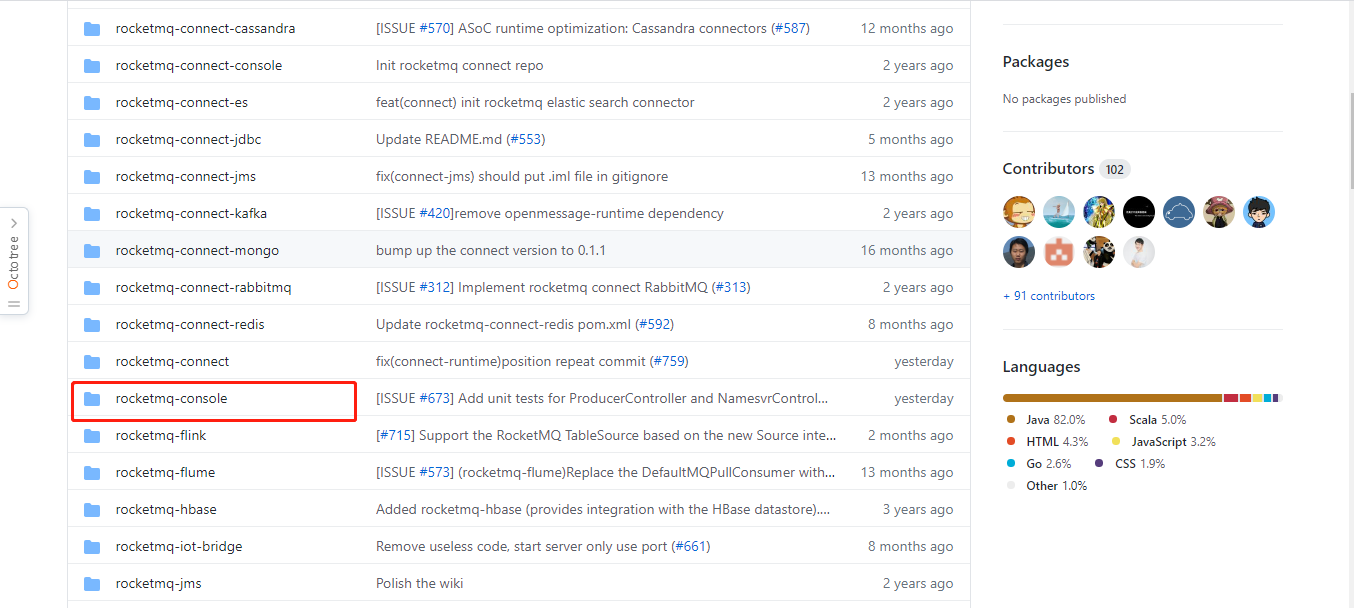 rocketmq-connect-cassandra [ISSUE #570] ASoC runtime optimization: Cassandra connectors (#587) 12 months ago
rocketmq-connect-console Init rocketmq connect repo 2 years ago
rocketmq-connect-es feat(connect) init rocketmq elastic search connector 2 years ago
rocketmq-connect-jdbc Update README.md (#553) 5 months ago
rocketmq-connect-jms fix(connect-jms) should put .iml file in gitignore 13 months ago
rocketmq-connect-kafka [ISSUE #420]remove openmessage-runtime dependency 2 years ago
rocketmq-connect-mongo bump up the connect version to 0.1.1 16 months ago
rocketmq-connect-rabbitmq [ISSUE #312] Implement rocketmq connect RabbitMQ (#313) 2 years ago
rocketmq-connect-redis Update rocketmq-connect-redis pom.xml (#592) 8 months ago
rocketmq-connect fix(connect-runtime)position repeat commit (#759) yesterday
rocketmq-console [ISSUE #673] Add unit tests for ProducerController and NamesvrControl... yesterday
rocketmq-flink [#715] Support the RocketMQ TableSource based on the new Source inte... 2 months ago
rocketmq-flume [ISSUE #573] (rocketmq-flume)Replace the DefaultMQPullConsumer with... 13 months ago
rocketmq-hbase Added rocketmq-hbase (provides integration with the HBase datastore).... 3 years ago
rocketmq-iot-bridge Remove useless code, start server only use port (#661) 8 months ago
rocketmq-jms Polish the wiki 2 years ago
Packages
No packages published
Contributors 102
+ 91 contributors
Languages
Java 82.0% Scala 5.0%
HTML 4.3% JavaScript 3.2%
Go 2.6% CSS 1.9%
Other 1.0%
Octotree